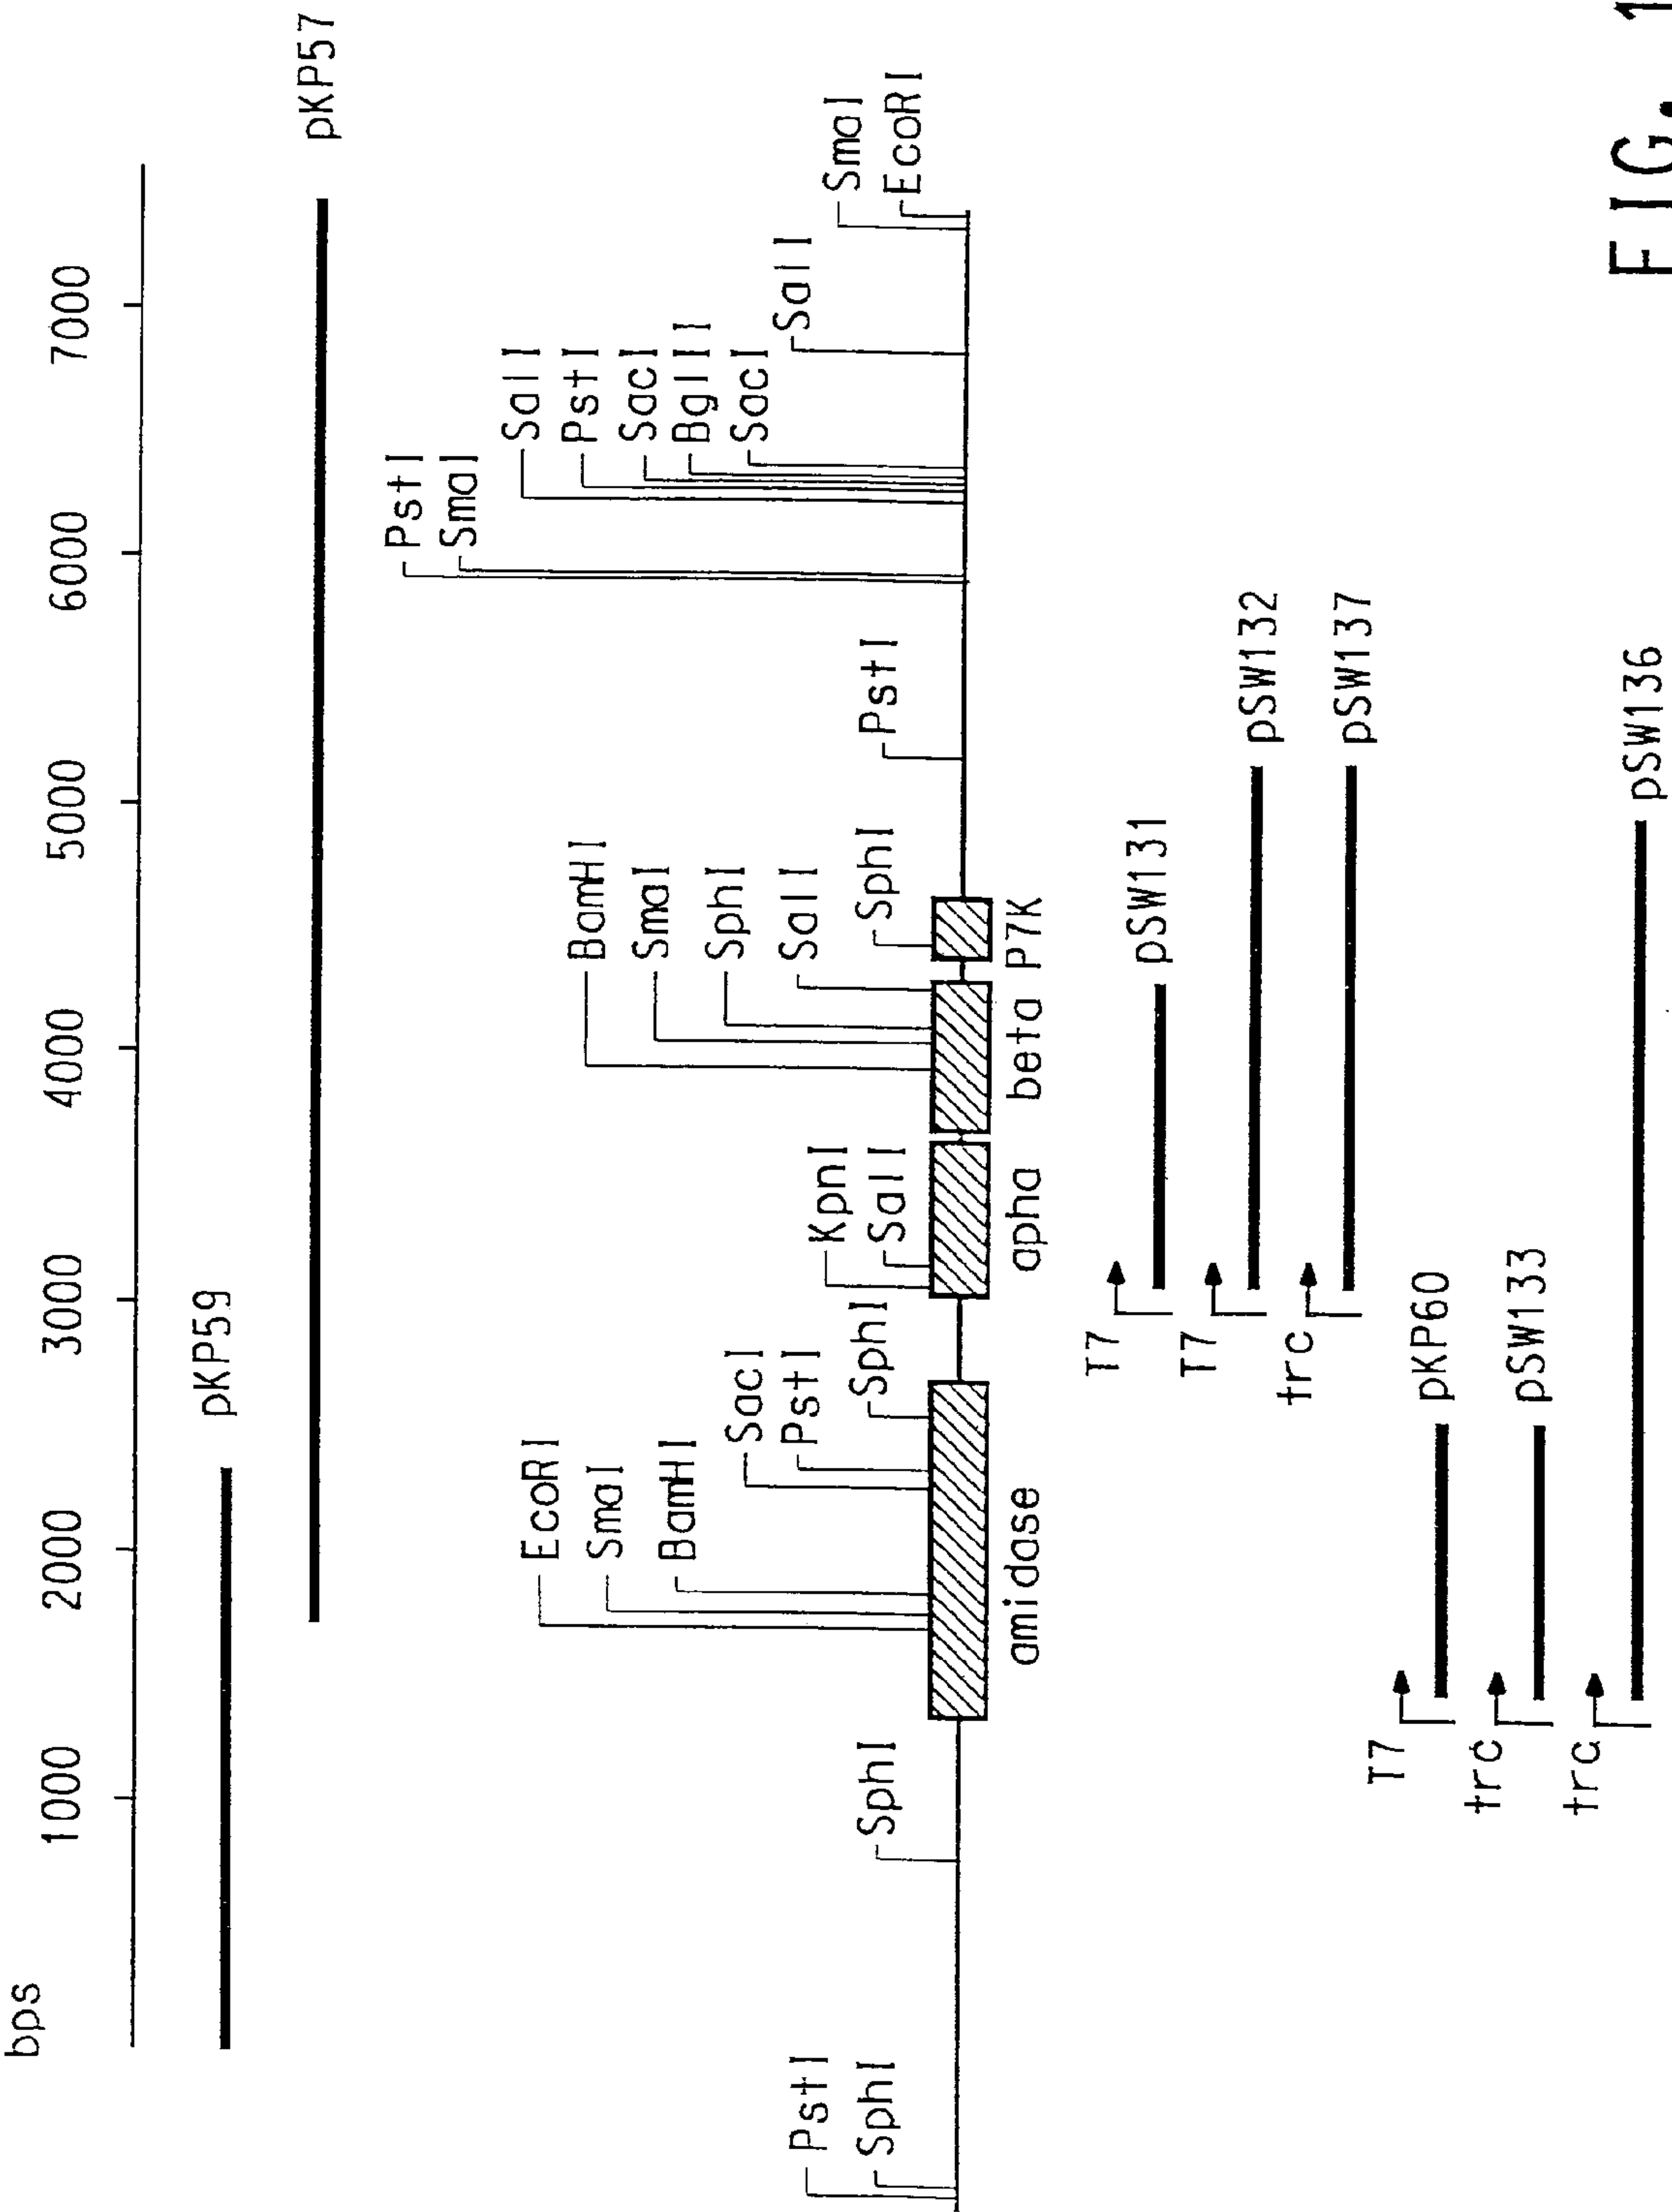 bps
1000 2000 3000 4000 5000 6000 7000
pKP59
pKP57
PstI
SmaI
EcoRI
BamHI
SalI
SmaI
SmaI
PstI
BamHI
SphI
SacI
SacI
BglII
PstI
KpnI
SalI
SacI
SalI
SmaI
PstI
SphI
SphI
SphI
SalI
SphI
PstI
EcoRI
amidase
apha
beta
P7K
T7
pSW131
T7
pSW132
trc
pSW137
T7
pKP60
trc
pSW133
trc
pSW136
FIG. 1